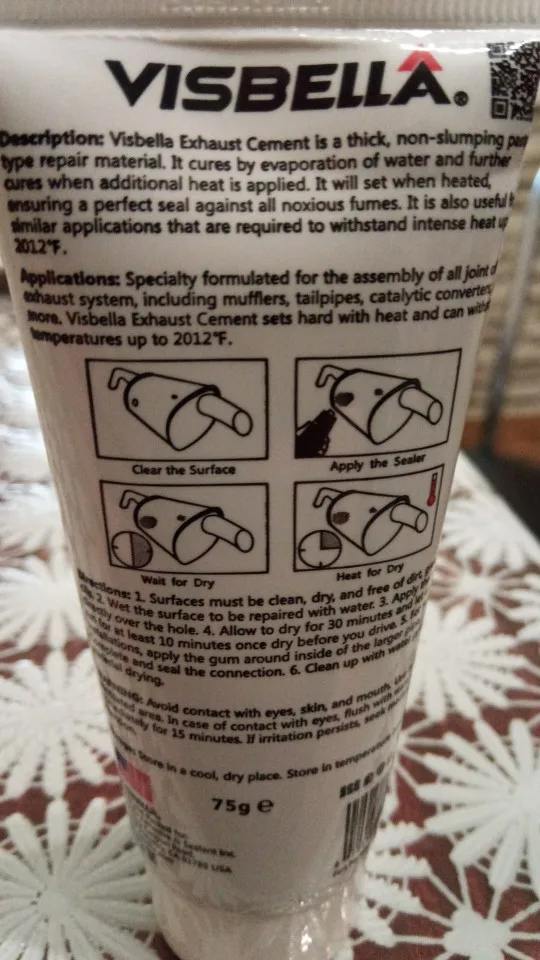 VISBELLA®
Description: Visbella Exhaust Cement is a thick, non-slumping
type repair material. It cures by evaporation of water and further
cures when additional heat is applied. It will set when heated,
ensuring a perfect seal against all noxious fumes. It is also useful
similar applications that are required to withstand intense heat up
2012°F.
Applications: Specialty formulated for the assembly of all joint of
exhaust system, including mufflers, tailpipes, catalytic converter,
more. Visbella Exhaust Cement sets hard with heat and can
temperatures up to 2012°F.
Clear the Surface
Apply the Sealer
Wait for Dry
Heat for Dry
1. Surfaces must be clean, dry, and free of dirt,
2. Wet the surface to be repaired with water. 3. Apply
over the hole. 4. Allow to dry for 30 minutes and
for at least 10 minutes once dry before you drive. 5.
apply the gum around inside of the larger
and seal the connection. 6. Clean up with water
drying.
Avoid contact with eyes, skin, and mouth.
area. In case of contact with eyes, flush with
for 15 minutes. If irritation persists, seek
Store in a cool, dry place. Store in temperature
75g e
Sealant Inc.
USA